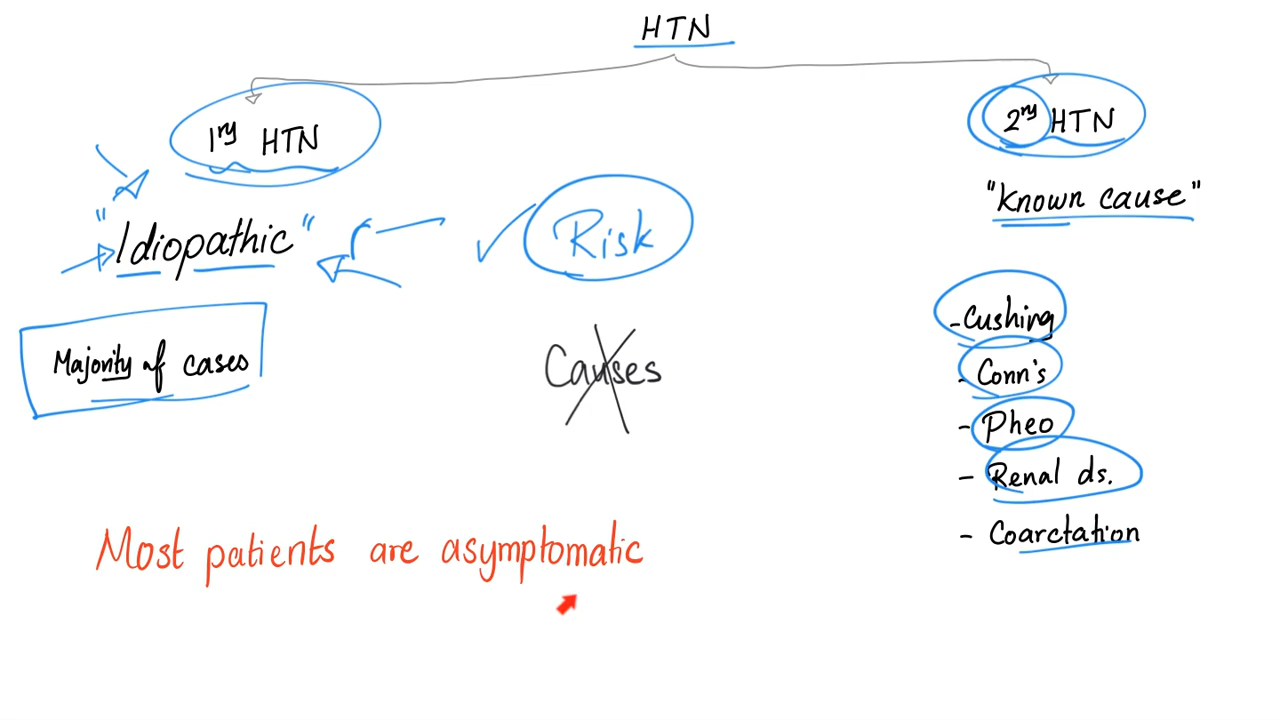 HTN
1ry HTN
2ry HTN
"Idiopathic"
Risk
"Known cause"
Majority of cases
Causes
- Cushing
- Conn's
- Pheo
- Renal ds.
- Coarctation
Most patients are asymptomatic